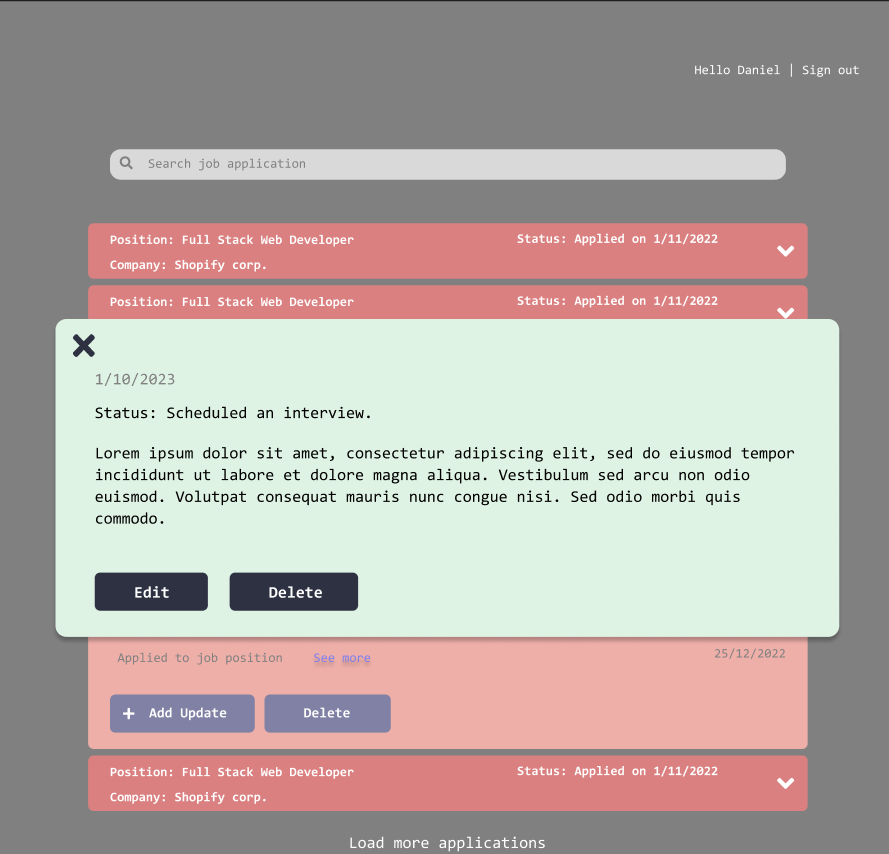 Hello Daniel | Sign out
Search job application
Position: Full Stack Web Developer
Status: Applied on 1/11/2022
Company: Shopify corp.
Position: Full Stack Web Developer
Status: Applied on 1/11/2022
1/10/2023
Status: Scheduled an interview.
Lorem ipsum dolor sit amet, consectetur adipiscing elit, sed do eiusmod tempor
incididunt ut labore et dolore magna aliqua. Vestibulum sed arcu non odio
euismod. Volutpat consequat mauris nunc congue nisi. Sed odio morbi quis
commodo.
Edit
Delete
Applied to job position
See more
25/12/2022
Add Update
Delete
Position: Full Stack Web Developer
Status: Applied on 1/11/2022
Company: Shopify corp.
Load more applications